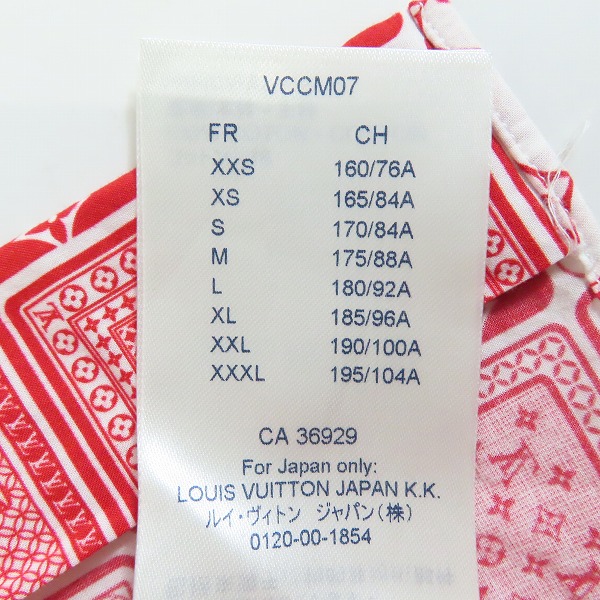 VCCM07
FR CH
XXS 160/76A
XS 165/84A
S 170/84A
M 175/88A
L 180/92A
XL 185/96A
XXL 190/100A
XXXL 195/104A
CA 36929
For Japan only:
LOUIS VUITTON JAPAN K.K.
ルイ・ヴィトン ジャパン(株)
0120-00-1854